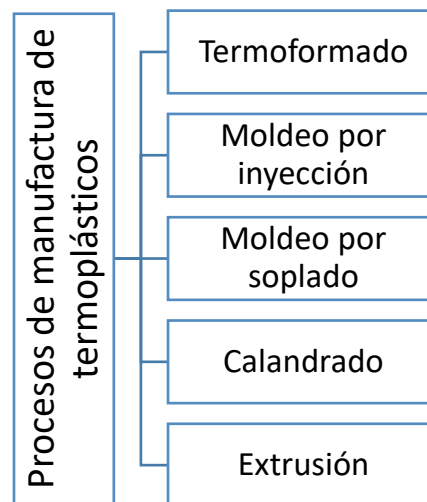 Procesos de manufactura de
termoplásticos
Termoformado
Moldeo por
inyección
Moldeo por
soplado
Calandrado
Extrusión